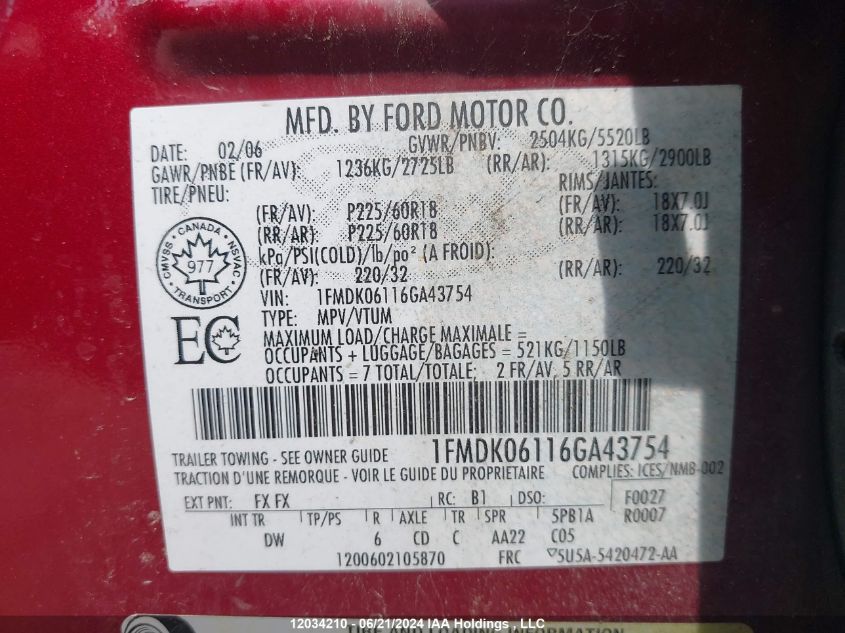 MFD. BY FORD MOTOR CO.
DATE: 02/06 GVWR/PNBV: 2504KG/5520LB
GAWR/PNBE (FR/AV): 1236KG/2725LB (RR/AR): 1315KG/2900LB
TIRE/PNEU: RIMS/JANTES:
(FR/AV): P225/60R18 (FR/AV): 18X7.0J
(RR/AR): P225/60R18 (RR/AR): 18X7.0J
kPa/PSI(COLD)/lb/po² (A FROID):
(FR/AV): 220/32 (RR/AR): 220/32
CMVSS · CANADA · NSVAC · TRANSPORT
977
VIN: 1FMDK06116GA43754
TYPE: MPV/VTUM
EC
MAXIMUM LOAD/CHARGE MAXIMALE =
OCCUPANTS + LUGGAGE/BAGAGES = 521KG/1150LB
OCCUPANTS = 7 TOTAL/TOTALE; 2 FR/AV, 5 RR/AR
TRAILER TOWING - SEE OWNER GUIDE 1FMDK06116GA43754
TRACTION D'UNE REMORQUE - VOIR LE GUIDE DU PROPRIETAIRE COMPLIES: ICES/NMB-002
EXT PNT: FX FX RC: B1 DSO: F0027
INT TR TP/PS R AXLE TR SPR 5PB1A R0007
DW 6 CD C AA22 C05
1200602105870 FRC 5U5A-5420472-AA
12034210 - 06/21/2024 IAA Holdings , LLC
TIRE AND LOADING INFORMATION